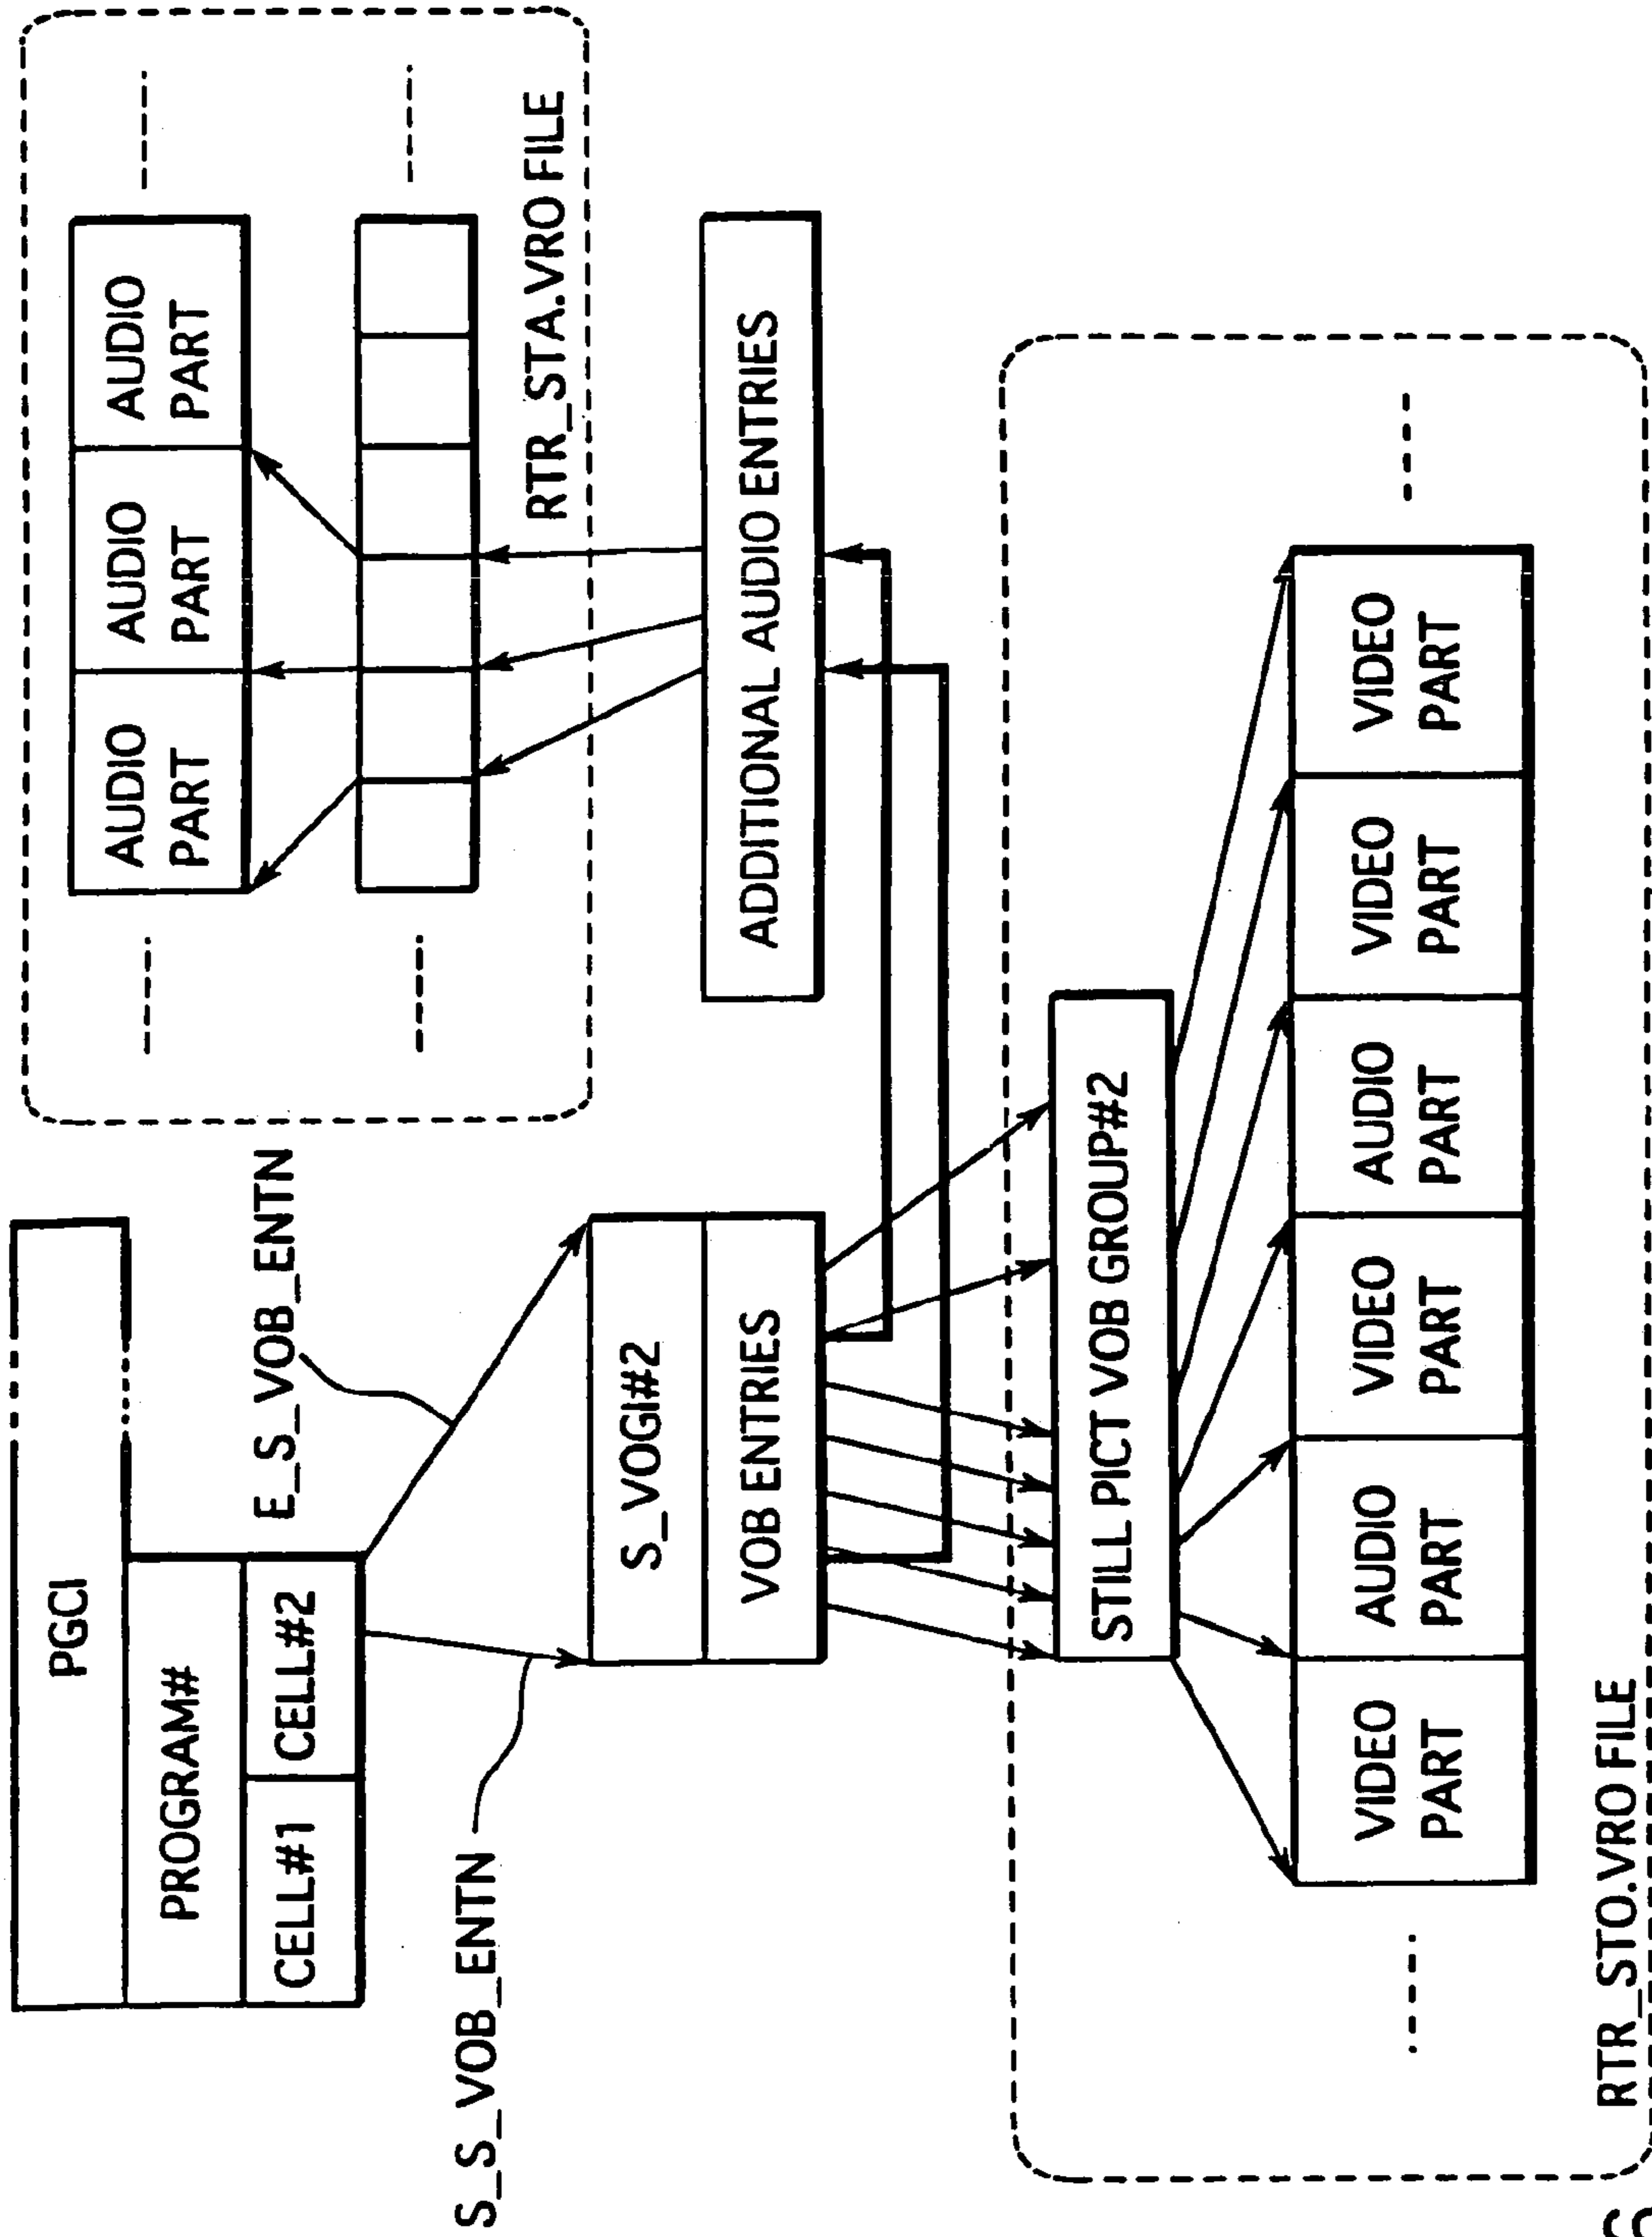 PGCI
PROGRAM#
CELL#1
CELL#2
E_S_VOB_ENTN
S_S_VOB_ENTN
AUDIO
PART
AUDIO
PART
AUDIO
PART
RTR_STA.VRO FILE
S_VOGI#2
VOB ENTRIES
ADDITIONAL AUDIO ENTRIES
STILL PICT VOB GROUP#2
VIDEO
PART
AUDIO
PART
VIDEO
PART
AUDIO
PART
VIDEO
PART
VIDEO
PART
RTR_STO.VRO FILE